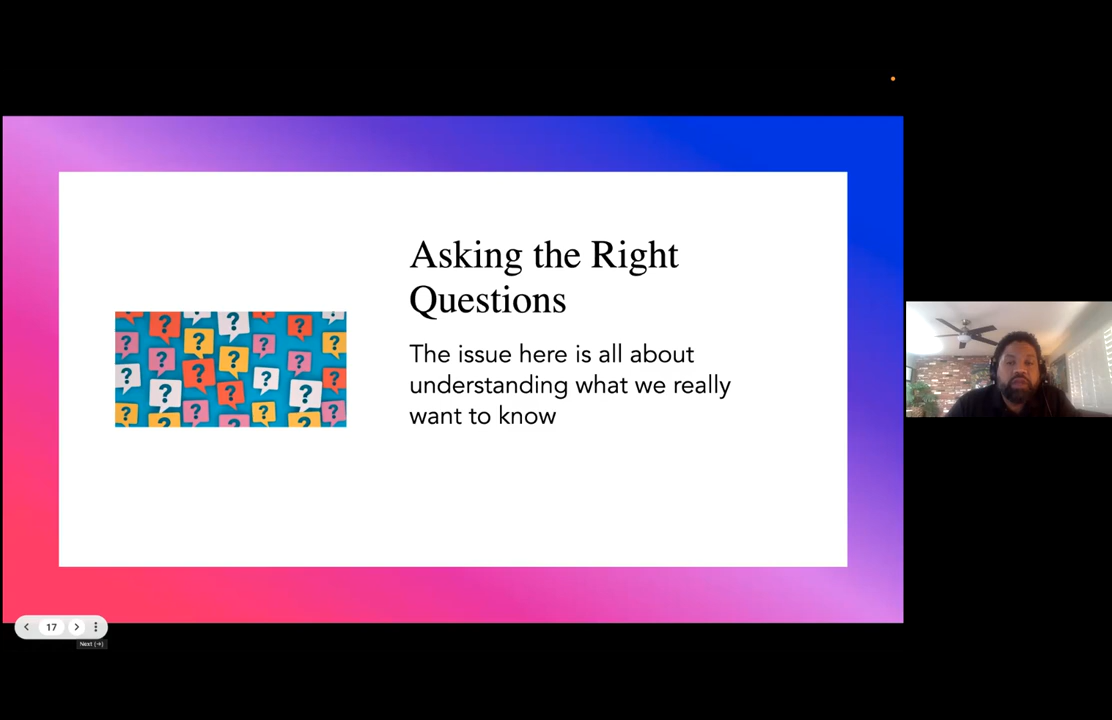 Asking the Right
Questions
The issue here is all about
understanding what we really
want to know
17
Next (→)